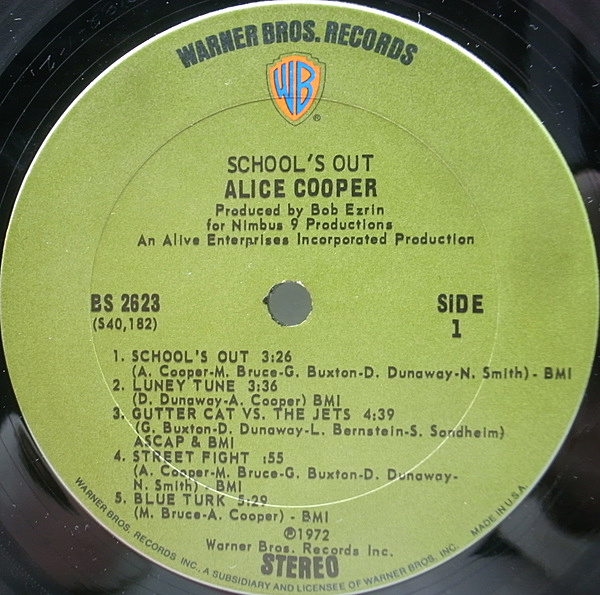 WARNER BROS. RECORDS
WB
®
SCHOOL'S OUT
ALICE COOPER
Produced by Bob Ezrin
for Nimbus 9 Productions
An Alive Enterprises Incorporated Production
BS 2623
(S40,182)
SIDE
1
1. SCHOOL'S OUT 3:26
(A. Cooper-M. Bruce-G. Buxton-D. Dunaway-N. Smith) - BMI
2. LUNEY TUNE 3:36
(D. Dunaway-A. Cooper) BMI
3. GUTTER CAT VS. THE JETS 4:39
(G. Buxton-D. Dunaway-L. Bernstein-S. Sondheim)
ASCAP & BMI
4. STREET FIGHT :55
(A. Cooper-M. Bruce-G. Buxton-D. Dunaway-
N. Smith) - BMI
5. BLUE TURK 5:29
(M. Bruce-A. Cooper) - BMI
℗1972
Warner Bros. Records Inc.
STEREO
WARNER BROS. RECORDS INC., A SUBSIDIARY AND LICENSEE OF WARNER BROS. INC. MADE IN U.S.A.